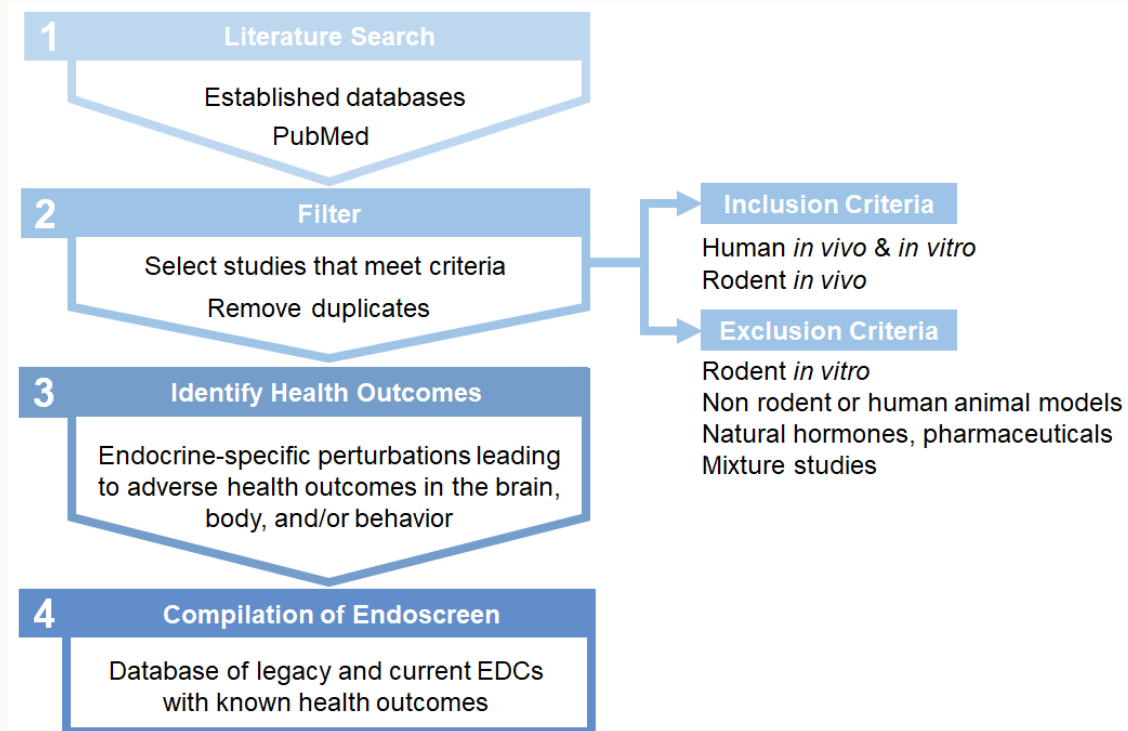 1
Literature Search
Established databases
PubMed
2
Filter
Select studies that meet criteria
Remove duplicates
Inclusion Criteria
Human in vivo & in vitro
Rodent in vivo
Exclusion Criteria
Rodent in vitro
Non rodent or human animal models
Natural hormones, pharmaceuticals
Mixture studies
3
Identify Health Outcomes
Endocrine-specific perturbations leading
to adverse health outcomes in the brain,
body, and/or behavior
4
Compilation of Endoscreen
Database of legacy and current EDCs
with known health outcomes